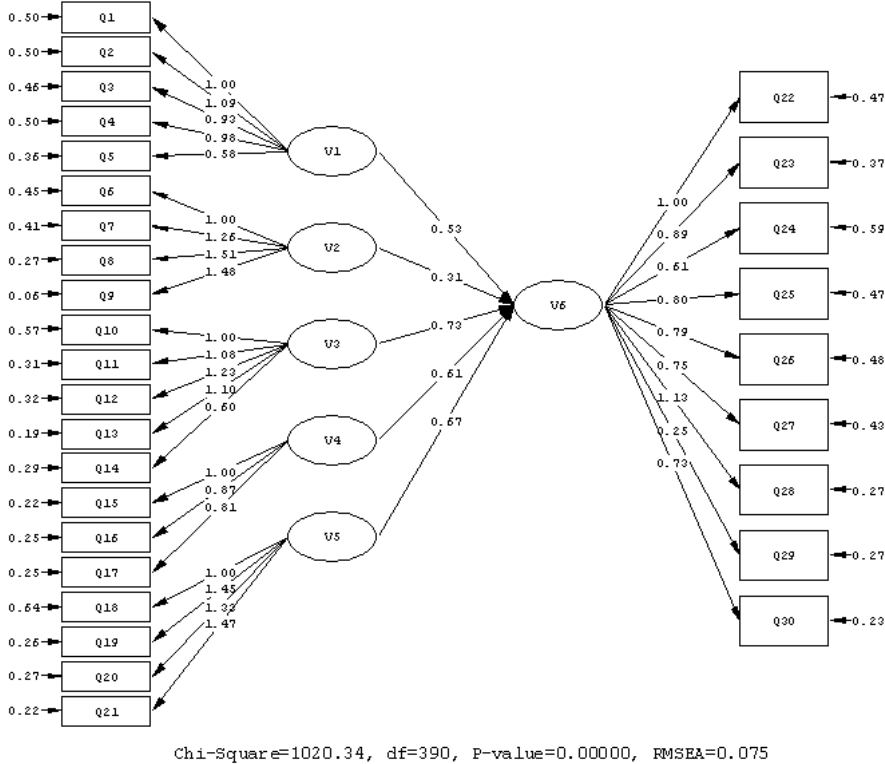 0.50 Q1
0.50 Q2
0.46 Q3
0.50 Q4
0.36 Q5
0.45 Q6
0.41 Q7
0.27 Q8
0.06 Q9
0.57 Q10
0.31 Q11
0.32 Q12
0.19 Q13
0.29 Q14
0.22 Q15
0.25 Q16
0.25 Q17
0.64 Q18
0.26 Q19
0.27 Q20
0.22 Q21
1.00
1.09
0.93
0.98
0.58
1.00
1.26
1.51
1.48
1.00
1.08
1.23
1.10
0.60
1.00
0.87
0.81
1.00
1.45
1.33
1.47
V1
V2
V3
V4
V5
0.53
0.31
0.73
0.61
0.67
V6
1.00
0.89
0.61
0.80
0.79
0.75
1.13
0.25
0.73
Q22 0.47
Q23 0.37
Q24 0.59
Q25 0.47
Q26 0.48
Q27 0.43
Q28 0.27
Q29 0.27
Q30 0.23
Chi-Square=1020.34, df=390, P-value=0.00000, RMSEA=0.075